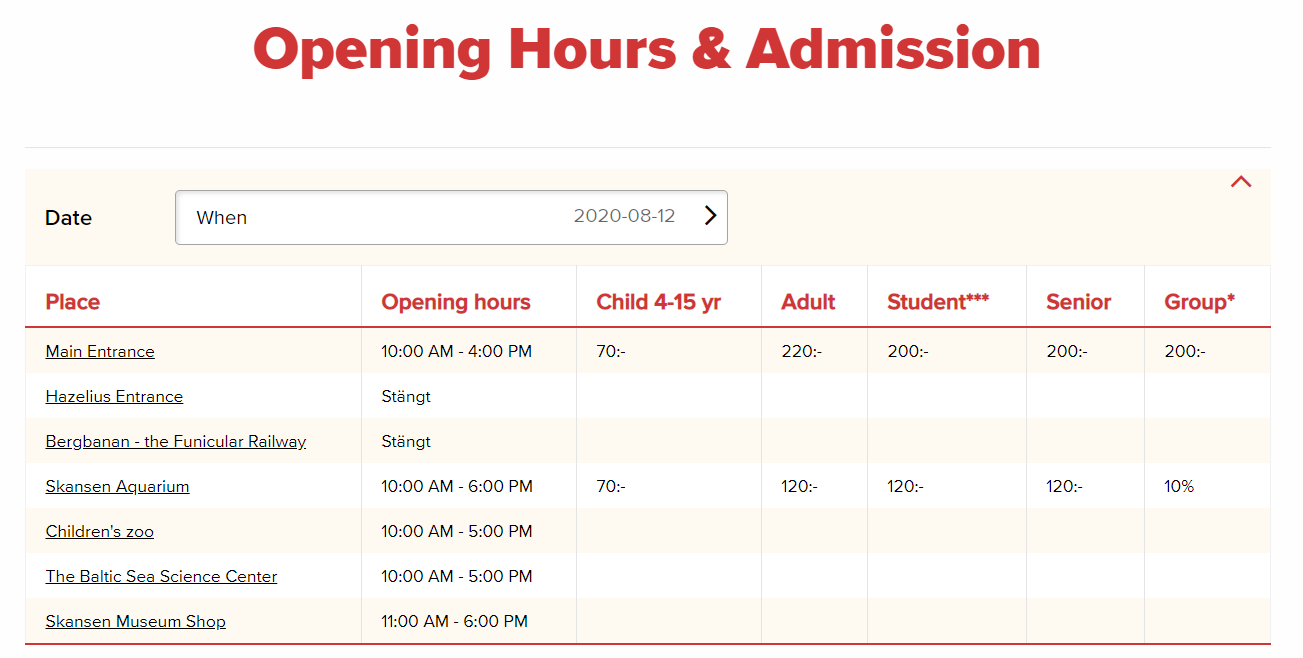 Opening Hours & Admission
Date When 2020-08-12
Place Opening hours Child 4-15 yr Adult Student*** Senior Group*
Main Entrance 10:00 AM - 4:00 PM 70:- 220:- 200:- 200:- 200:-
Hazelius Entrance Stängt
Bergbanan - the Funicular Railway Stängt
Skansen Aquarium 10:00 AM - 6:00 PM 70:- 120:- 120:- 120:- 10%
Children's zoo 10:00 AM - 5:00 PM
The Baltic Sea Science Center 10:00 AM - 5:00 PM
Skansen Museum Shop 11:00 AM - 6:00 PM